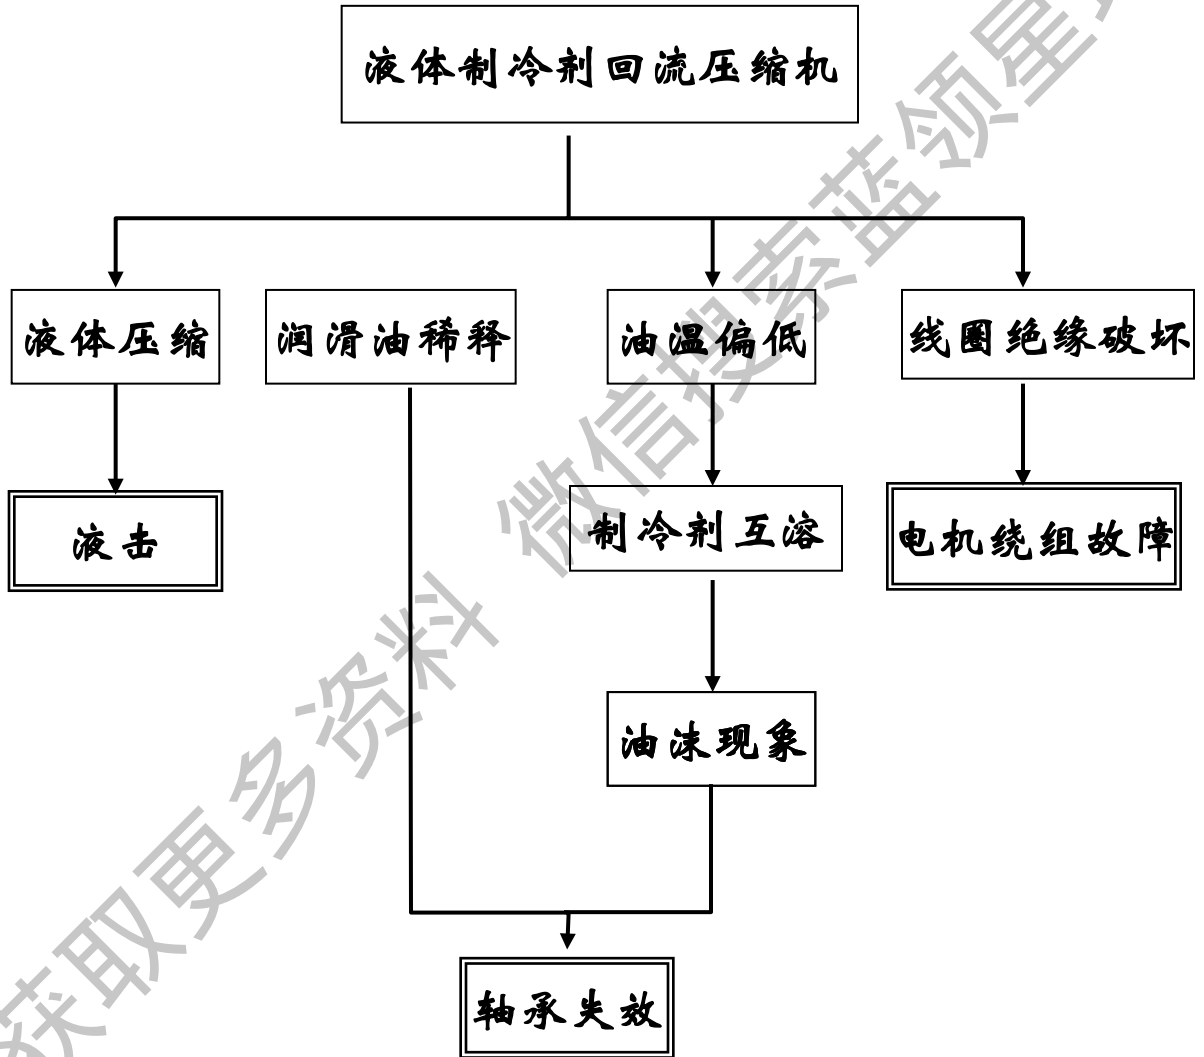 液体制冷剂回流压缩机
液体压缩
润滑油稀释
油温偏低
线圈绝缘破坏
液击
制冷剂互溶
电机绕组故障
油沫现象
轴承失效
获取更多资料 微信搜索蓝领星